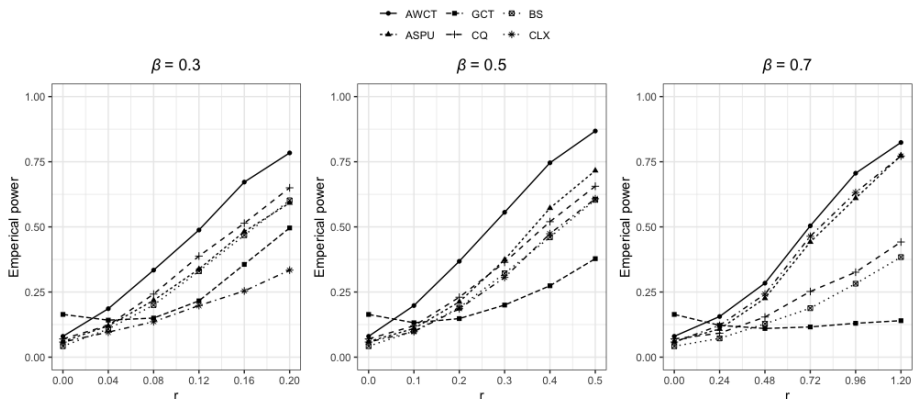 AWCT GCT BS
ASPU CQ CLX
β = 0.3
β = 0.5
β = 0.7
Emperical power
1.00
0.75
0.50
0.25
0.00
0.00 0.04 0.08 0.12 0.16 0.20
r
Emperical power
1.00
0.75
0.50
0.25
0.00
0.0 0.1 0.2 0.3 0.4 0.5
r
Emperical power
1.00
0.75
0.50
0.25
0.00
0.00 0.24 0.48 0.72 0.96 1.20
r